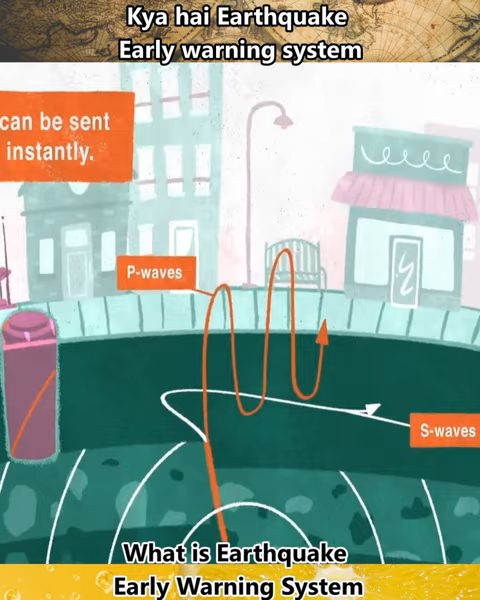 Kya hai Earthquake
Early warning system
can be sent
instantly.
P-waves
S-waves
What is Earthquake
Early Warning System